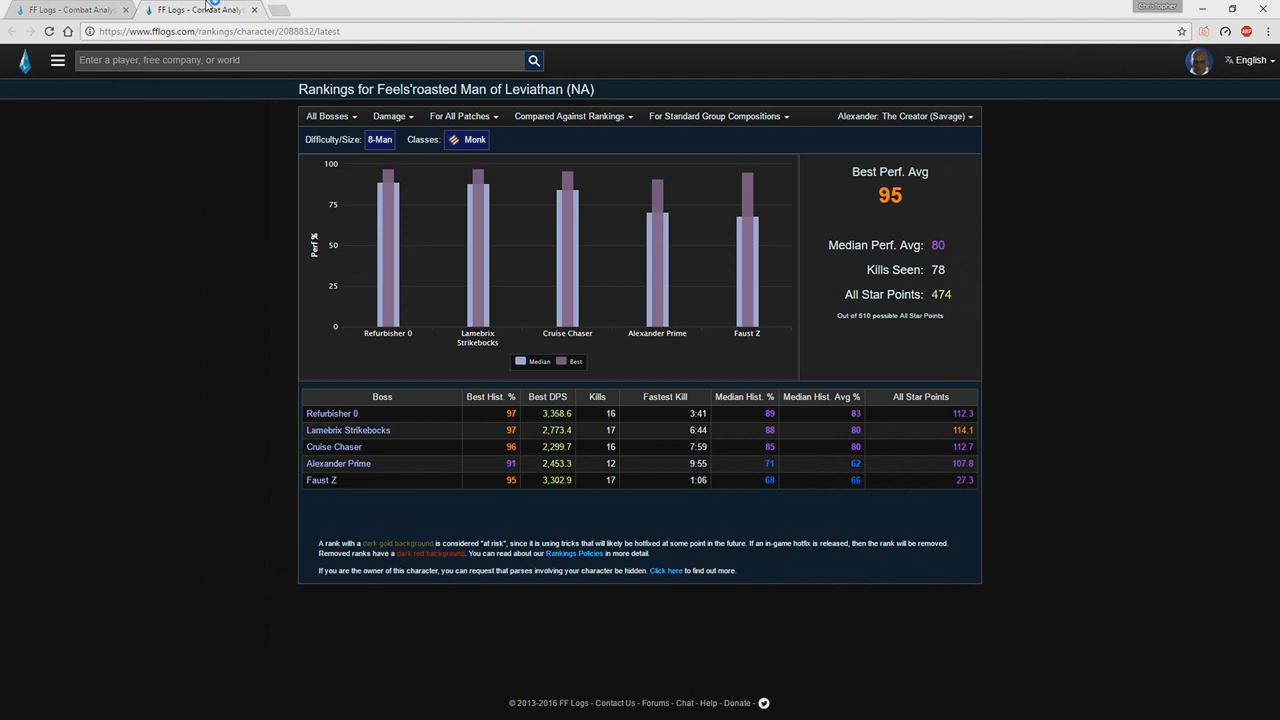 FF Logs - Combat Analys
FF Logs - Combat Analys
Christopher
https://www.fflogs.com/rankings/character/2088832/latest
ABP
Enter a player, free company, or world
English
Rankings for Feels'roasted Man of Leviathan (NA)
All Bosses Damage For All Patches Compared Against Rankings For Standard Group Compositions Alexander: The Creator (Savage)
Difficulty/Size: 8-Man Classes: Monk
100
75
50
25
0
Perf %
Refurbisher 0 Lamebrix Strikebocks Cruise Chaser Alexander Prime Faust Z
Median Best
Best Perf. Avg
95
Median Perf. Avg: 80
Kills Seen: 78
All Star Points: 474
Out of 510 possible All Star Points
Boss Best Hist. % Best DPS Kills Fastest Kill Median Hist. % Median Hist. Avg % All Star Points
Refurbisher 0 97 3,358.6 16 3:41 89 83 112.3
Lamebrix Strikebocks 97 2,773.4 17 6:44 88 80 114.1
Cruise Chaser 96 2,299.7 16 7:59 85 80 112.7
Alexander Prime 91 2,453.3 12 9:55 71 62 107.8
Faust Z 95 3,302.9 17 1:06 68 66 27.3
A rank with a dark gold background is considered "at risk", since it is using tricks that will likely be hotfixed at some point in the future. If an in-game hotfix is released, then the rank will be removed.
Removed ranks have a dark red background. You can read about our Rankings Policies in more detail.
If you are the owner of this character, you can request that parses involving your character be hidden. Click here to find out more.
© 2013-2016 FF Logs - Contact Us - Forums - Chat - Help - Donate -